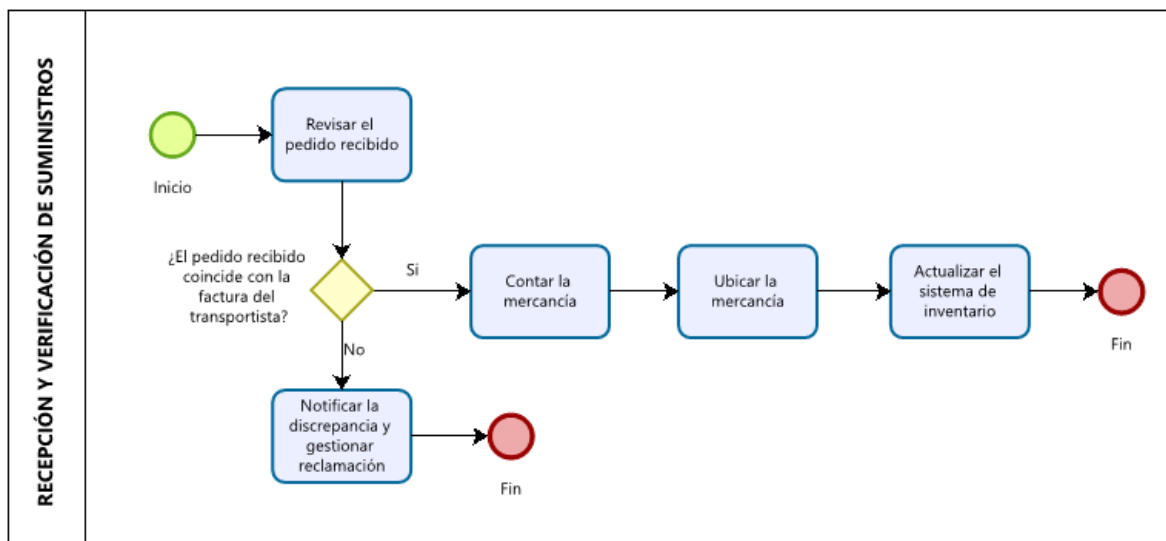 RECEPCIÓN Y VERIFICACIÓN DE SUMINISTROS
Inicio
Revisar el
pedido recibido
¿El pedido recibido
coincide con la
factura del
transportista?
Sí
Contar la
mercancía
Ubicar la
mercancía
Actualizar el
sistema de
inventario
Fin
No
Notificar la
discrepancia y
gestionar
reclamación
Fin